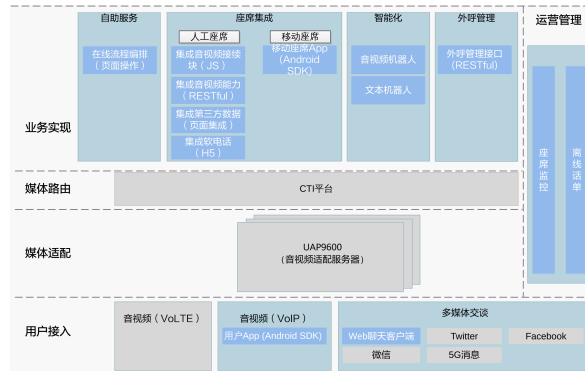 自助服务
座席集成
智能化
外呼管理
运营管理
人工座席
移动座席
在线流程编排
（页面操作）
集成音视频接续
块（JS）
集成音视频能力
（RESTful）
集成第三方数据
（页面集成）
集成软电话
（H5）
移动座席App
(Android
SDK)
音视频机器人
文本机器人
外呼管理接口
(RESTful)
业务实现
座席监控
离线话单
媒体路由
CTI平台
媒体适配
UAP9600
（音视频适配服务器）
用户接入
音视频（VoLTE）
音视频（VoIP）
用户App (Android SDK)
多媒体交谈
Web聊天客户端
Twitter
Facebook
微信
5G消息